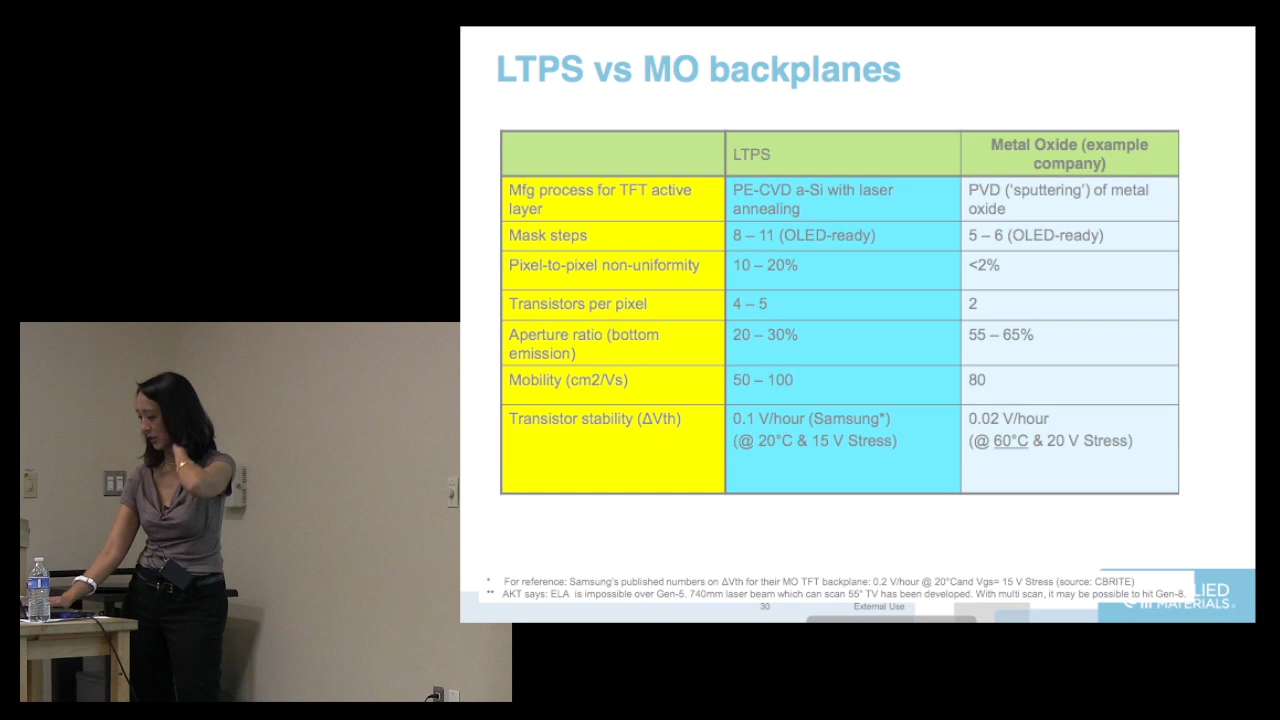 LTPS vs MO backplanes
LTPS
Metal Oxide (example
company)
Mfg process for TFT active
layer
PE-CVD a-Si with laser
annealing
PVD (‘sputtering’) of metal
oxide
Mask steps
8 – 11 (OLED-ready)
5 – 6 (OLED-ready)
Pixel-to-pixel non-uniformity
10 – 20%
<2%
Transistors per pixel
4 – 5
2
Aperture ratio (bottom
emission)
20 – 30%
55 – 65%
Mobility (cm2/Vs)
50 – 100
80
Transistor stability (ΔVth)
0.1 V/hour (Samsung*)
(@ 20°C & 15 V Stress)
0.02 V/hour
(@ 60°C & 20 V Stress)
* For reference: Samsung's published numbers on ΔVth for their MO TFT backplane: 0.2 V/hour @ 20°Cand Vgs= 15 V Stress (source: CBRITE)
** AKT says: ELA is impossible over Gen-5. 740mm laser beam which can scan 55" TV has been developed. With multi scan, it may be possible to hit Gen-8.
30
External Use
LIED
MATERIALS